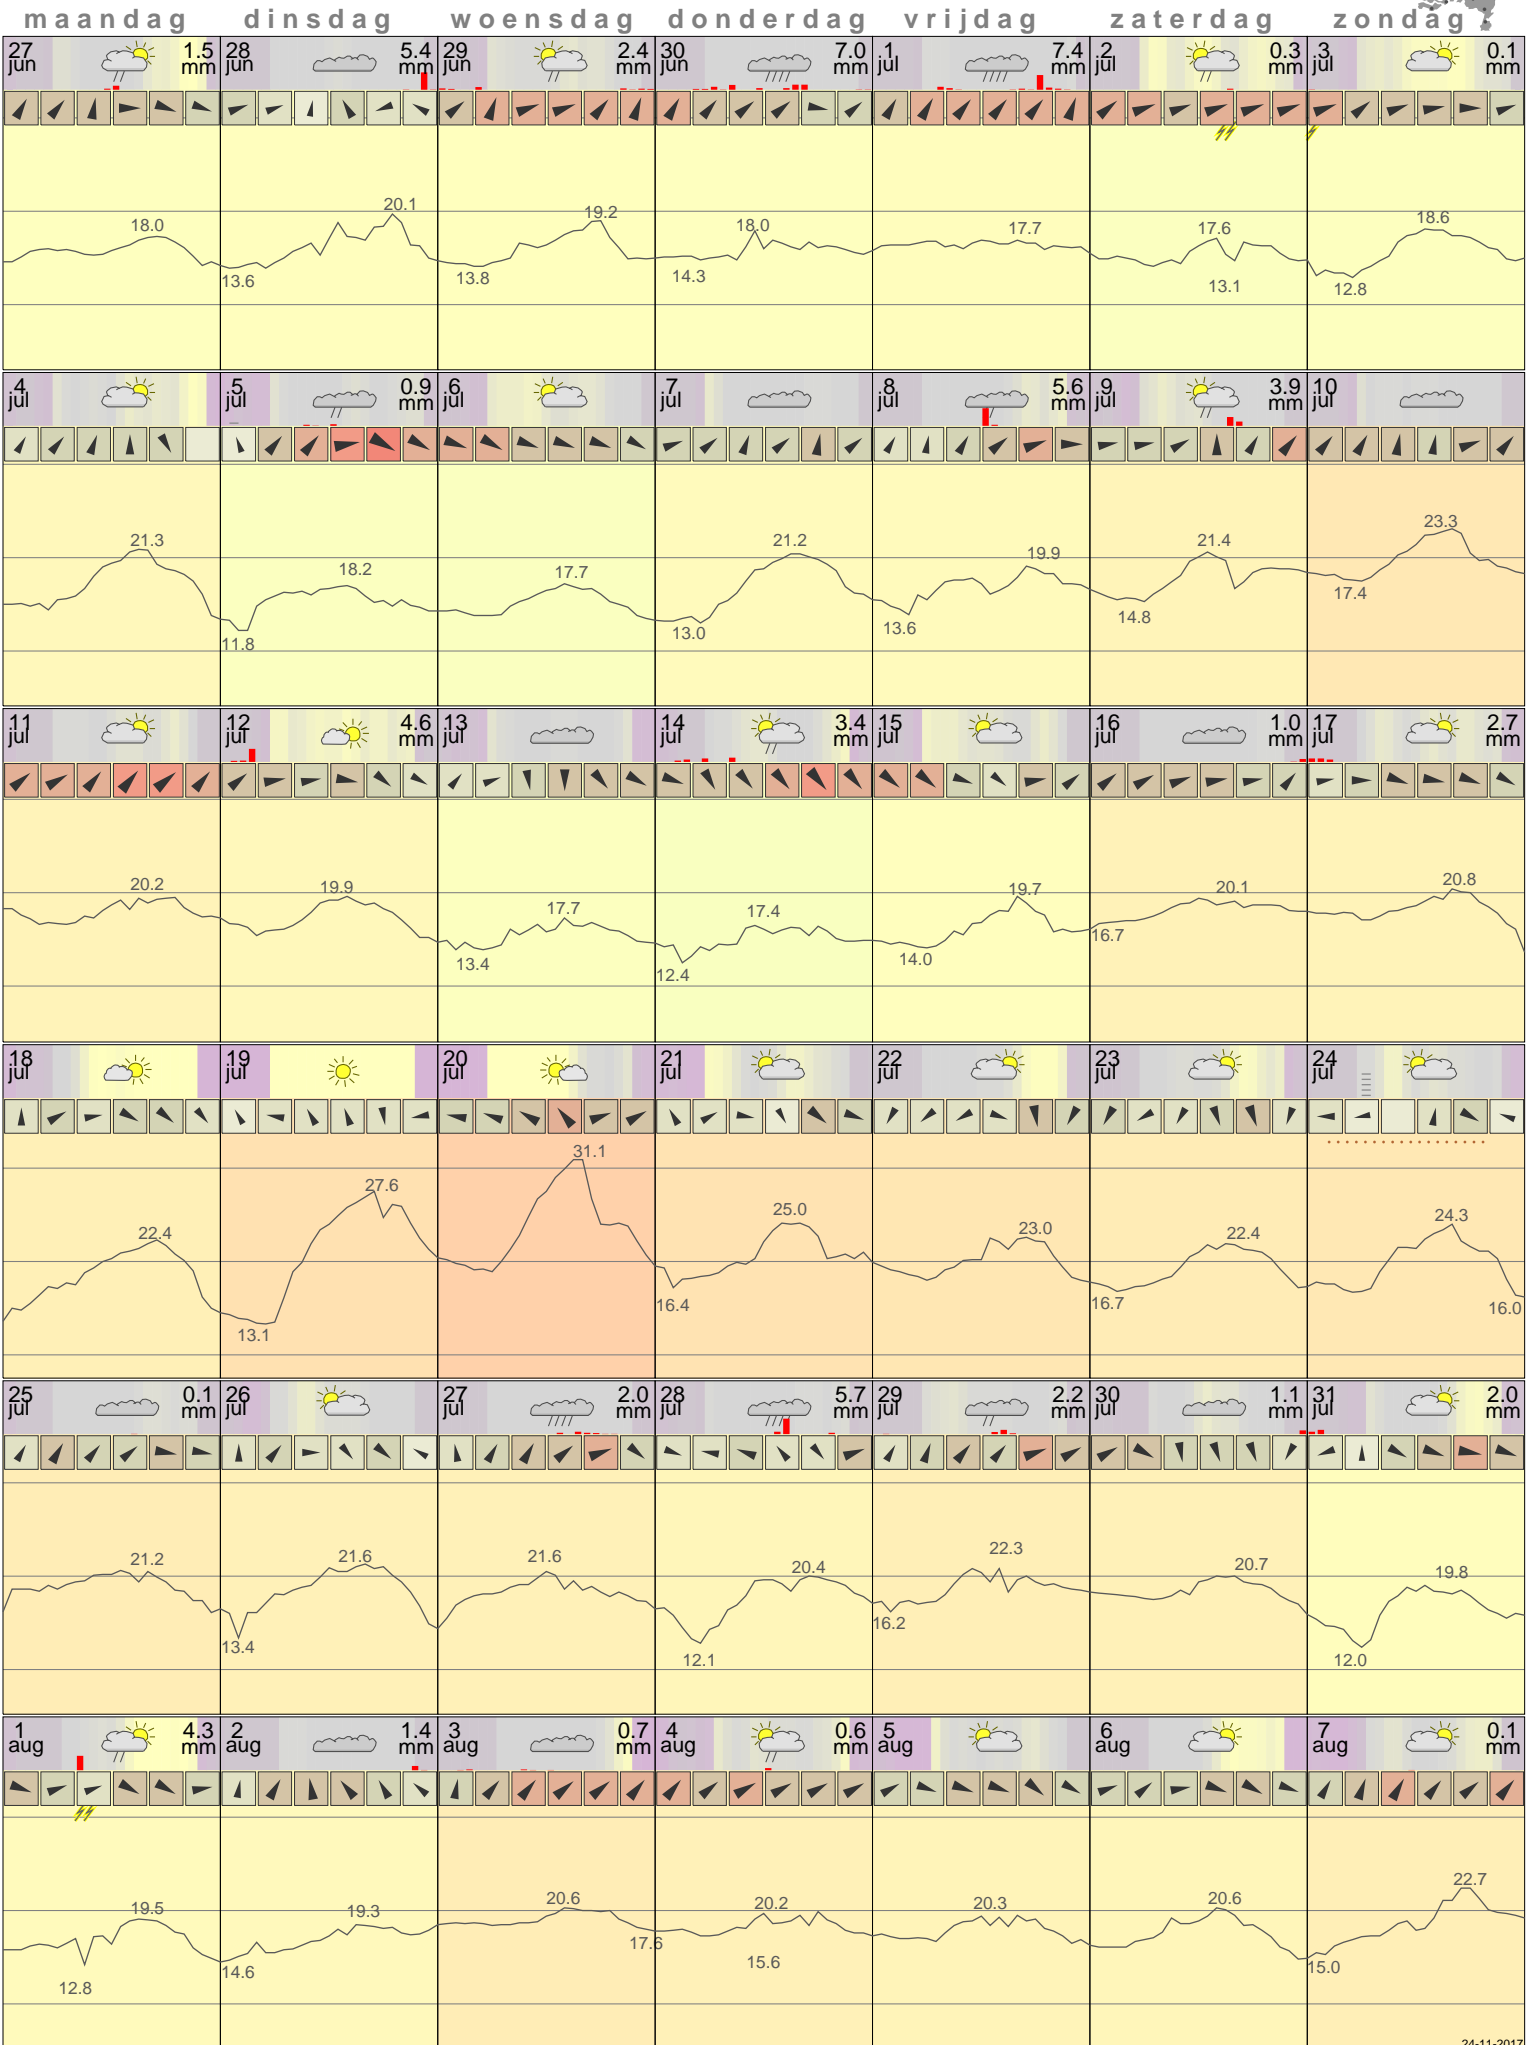 maandag dinsdag woensdag donderdag vrijdag zaterdag zondag
27 jun 1.5 mm 28 jun 5.4 mm 29 jun 2.4 mm 30 jun 7.0 mm 1 jul 7.4 mm 2 jul 0.3 mm 3 jul 0.1 mm
18.0 20.1 19.2 18.0 17.7 17.6 18.6
13.6 13.8 14.3 13.1 12.8
4 jul 5 jul 0.9 mm 6 jul 7 jul 8 jul 5.6 mm 9 jul 3.9 mm 10 jul
21.3 18.2 17.7 21.2 19.9 21.4 23.3
11.8 13.0 13.6 14.8 17.4
11 jul 12 jul 4.6 mm 13 jul 14 jul 3.4 mm 15 jul 16 jul 1.0 mm 17 jul 2.7 mm
20.2 19.9 17.7 17.4 19.7 20.1 20.8
13.4 12.4 14.0 16.7
18 jul 19 jul 20 jul 21 jul 22 jul 23 jul 24 jul
22.4 27.6 31.1 25.0 23.0 22.4 24.3
13.1 16.4 16.7 16.0
25 jul 0.1 mm 26 jul 27 jul 2.0 mm 28 jul 5.7 mm 29 jul 2.2 mm 30 jul 1.1 mm 31 jul 2.0 mm
21.2 21.6 21.6 20.4 22.3 20.7 19.8
13.4 12.1 16.2 12.0
1 aug 4.3 mm 2 aug 1.4 mm 3 aug 0.7 mm 4 aug 0.6 mm 5 aug 6 aug 7 aug 0.1 mm
19.5 19.3 20.6 20.2 20.3 20.6 22.7
12.8 14.6 17.6 15.6 15.0
24-11-2017